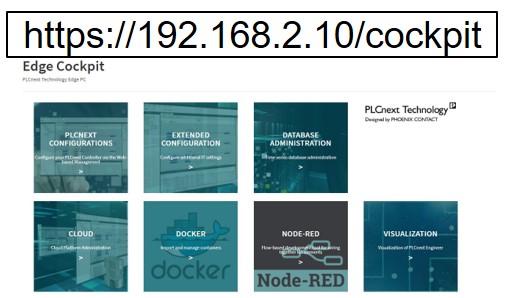 https://192.168.2.10/cockpit
Edge Cockpit
PLCnext Technology Edge PC
PLCNEXT
CONFIGURATIONS
Configure your PLCnext Controller on the Web-
based Management
>
EXTENDED
CONFIGURATION
Configure additional IT settings
>
DATABASE
ADMINISTRATION
Time series database administration
>
PLCnext Technology
Designed by PHOENIX CONTACT
CLOUD
Cloud Platform Administration
>
DOCKER
Import and manage containers
>
docker
NODE-RED
Flow-based development tool for wiring
together
>
Node-RED
VISUALIZATION
Visualization of PLCnext Engineer
>